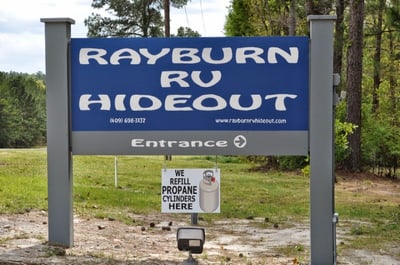 RAYBURN
RV
HIDEOUT
(409) 698-3132 www.rayburnrvhideout.com
Entrance
WE
REFILL
PROPANE
CYLINDERS
HERE